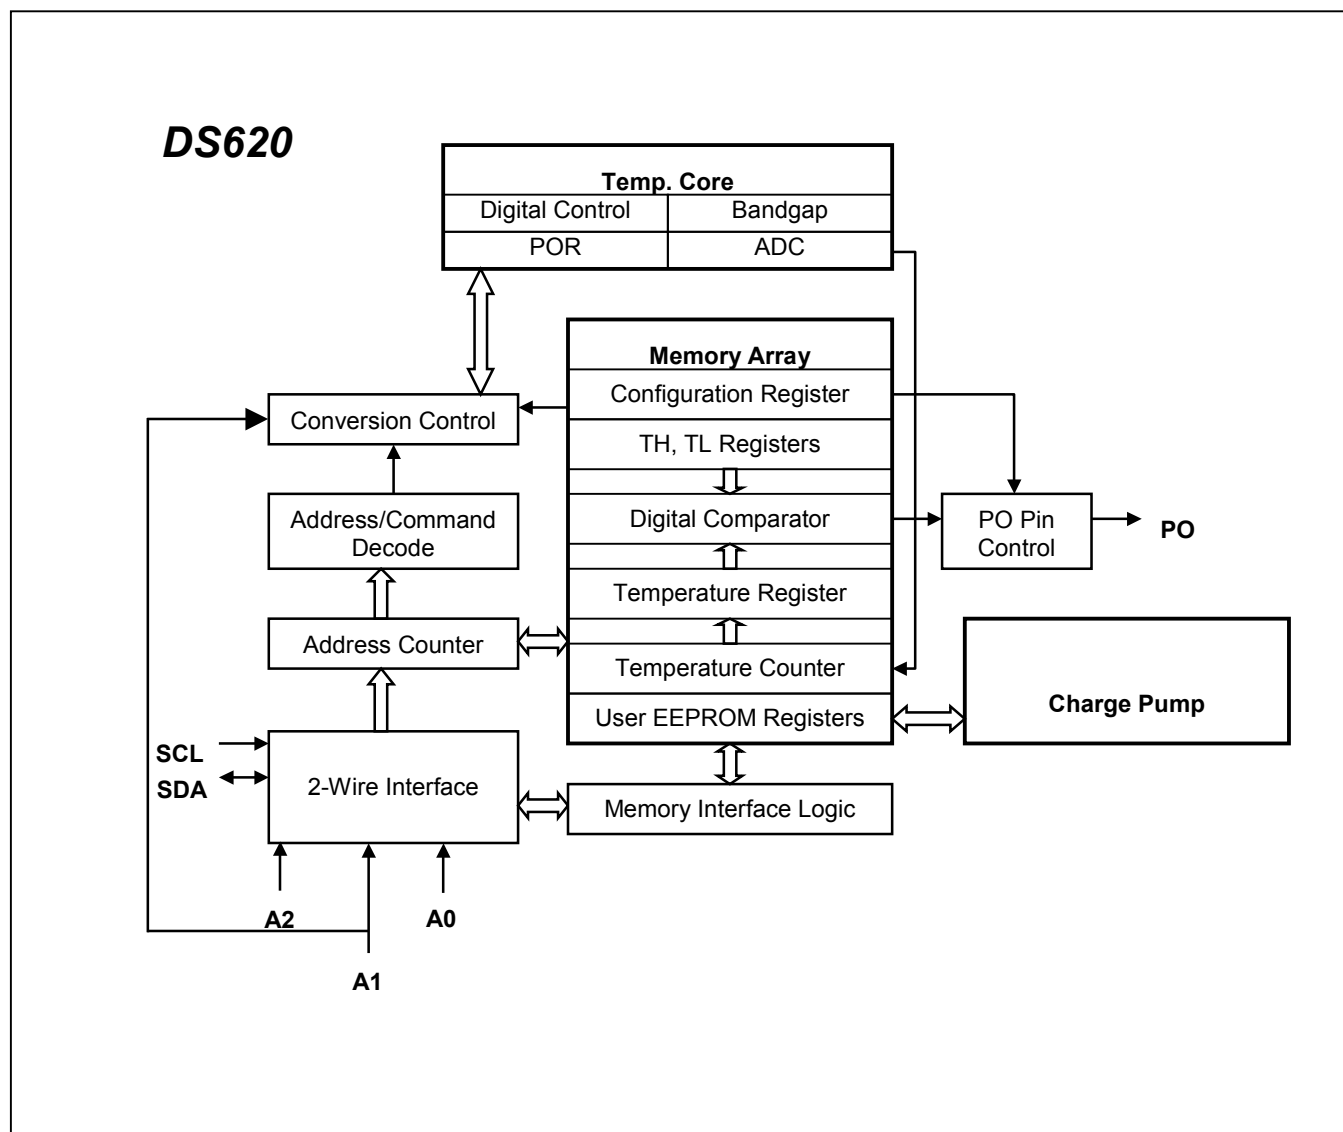 DS620
Temp. Core
Digital Control
Bandgap
POR
ADC
Memory Array
Configuration Register
Conversion Control
TH, TL Registers
Address/Command
Decode
Digital Comparator
PO Pin
Control
PO
Temperature Register
Address Counter
Temperature Counter
User EEPROM Registers
Charge Pump
SCL
SDA
2-Wire Interface
Memory Interface Logic
A2
A0
A1